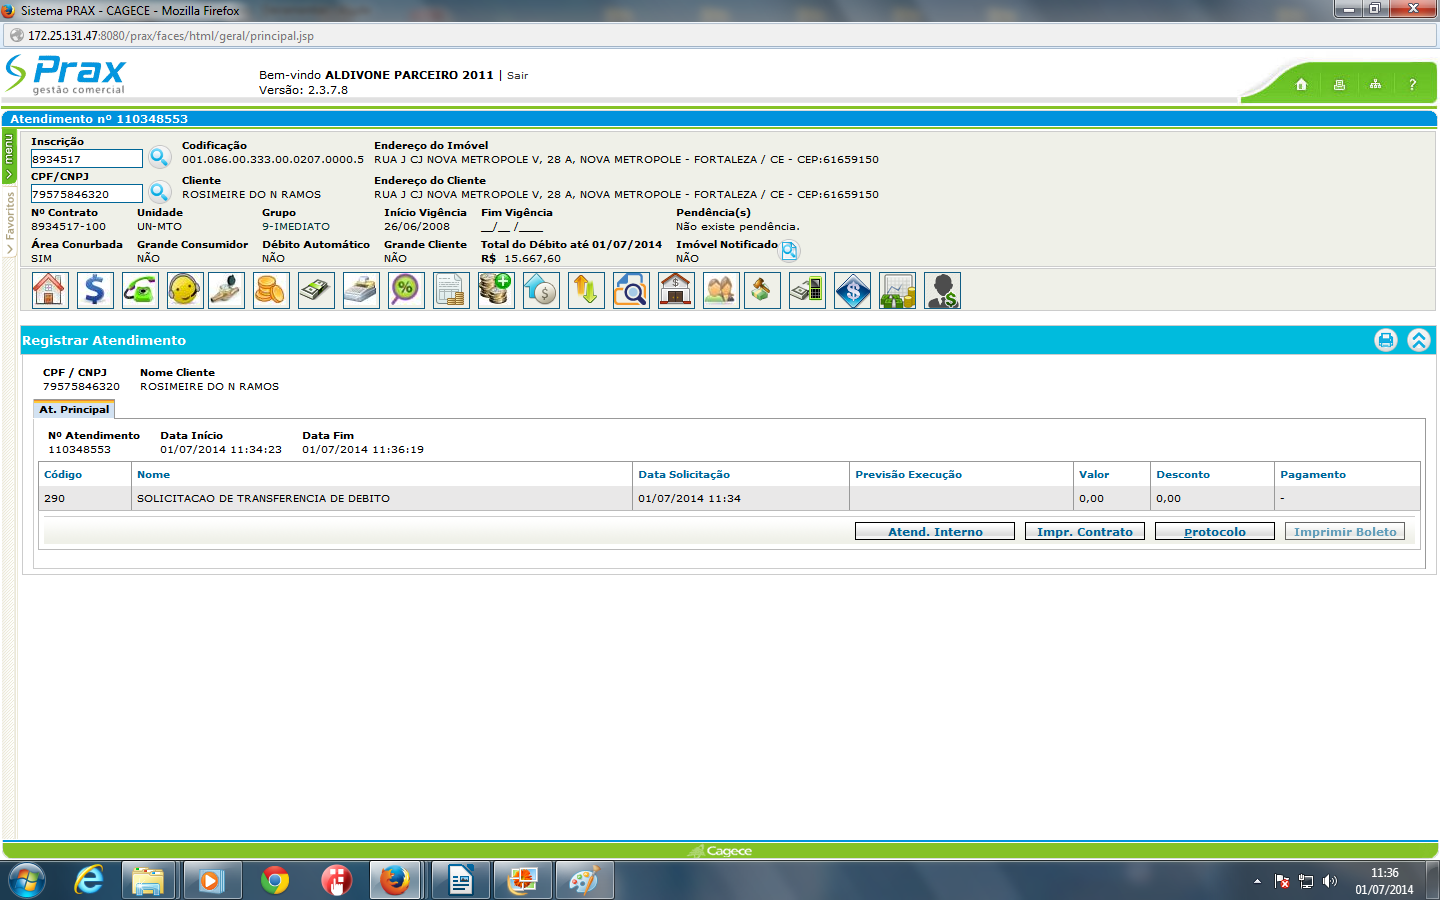 Sistema PRAX - CAGECE - Mozilla Firefox
172.25.131.47:8080/prax/faces/html/geral/principal.jsp
Prax
gestão comercial
Bem-vindo ALDIVONE PARCEIRO 2011 | Sair
Versão: 2.3.7.8
?
Atendimento nº 110348553
menu
Favoritos
Inscrição Codificação Endereço do Imóvel
8934517 001.086.00.333.00.0207.0000.5 RUA J CJ NOVA METROPOLE V, 28 A, NOVA METROPOLE - FORTALEZA / CE - CEP:61659150
CPF/CNPJ Cliente Endereço do Cliente
79575846320 ROSIMEIRE DO N RAMOS RUA J CJ NOVA METROPOLE V, 28 A, NOVA METROPOLE - FORTALEZA / CE - CEP:61659150
Nº Contrato Unidade Grupo Início Vigência Fim Vigência Pendência(s)
8934517-100 UN-MTO 9-IMEDIATO 26/06/2008 __/__ /____ Não existe pendência.
Área Conurbada Grande Consumidor Débito Automático Grande Cliente Total do Débito até 01/07/2014 Imóvel Notificado
SIM NÃO NÃO NÃO R$ 15.667,60 NÃO
Registrar Atendimento
CPF / CNPJ Nome Cliente
79575846320 ROSIMEIRE DO N RAMOS
At. Principal
Nº Atendimento Data Início Data Fim
110348553 01/07/2014 11:34:23 01/07/2014 11:36:19
Código Nome Data Solicitação Previsão Execução Valor Desconto Pagamento
290 SOLICITACAO DE TRANSFERENCIA DE DEBITO 01/07/2014 11:34 0,00 0,00 -
Atend. Interno Impr. Contrato Protocolo Imprimir Boleto
Cagece
11:36
01/07/2014